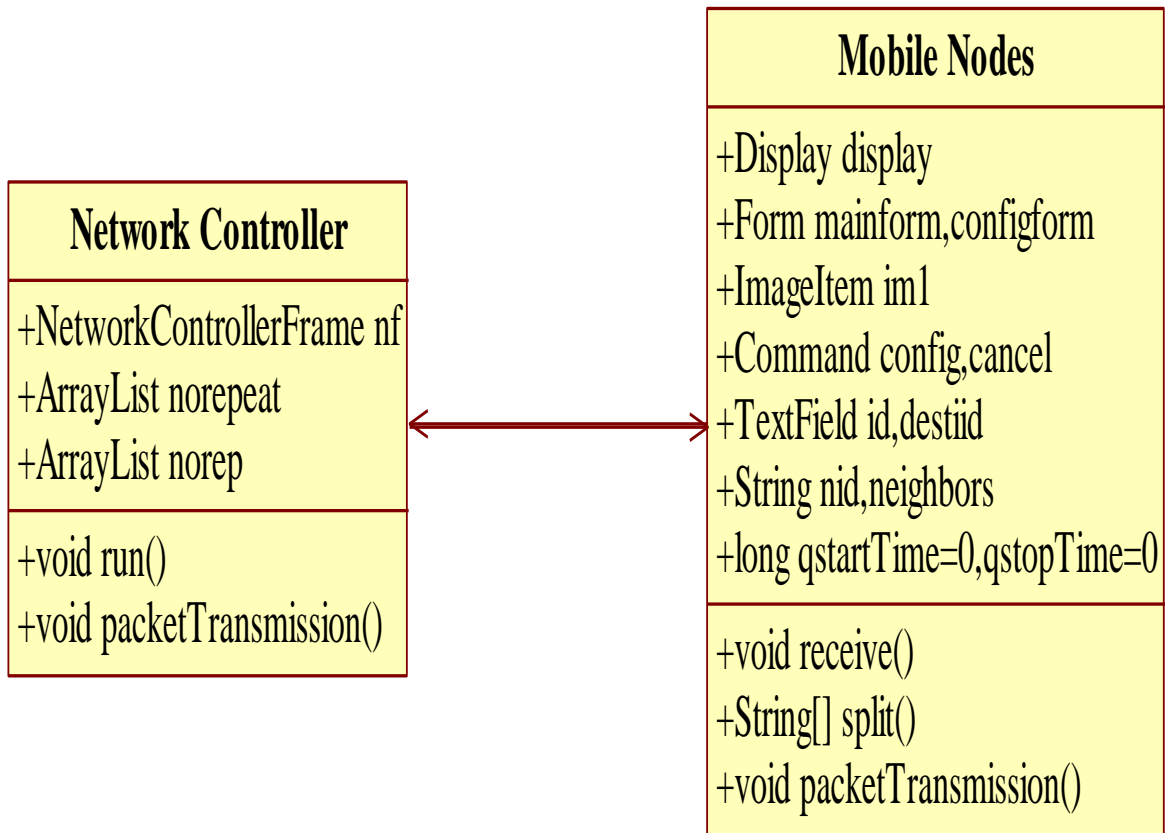 Network Controller
+NetworkControllerFrame nf
+ArrayList norepeat
+ArrayList norep
+void run()
+void packetTransmission()
Mobile Nodes
+Display display
+Form mainform,configform
+ImageItem im1
+Command config,cancel
+TextField id,destiid
+String nid,neighbors
+long qstartTime=0,qstopTime=0
+void receive()
+String[] split()
+void packetTransmission()